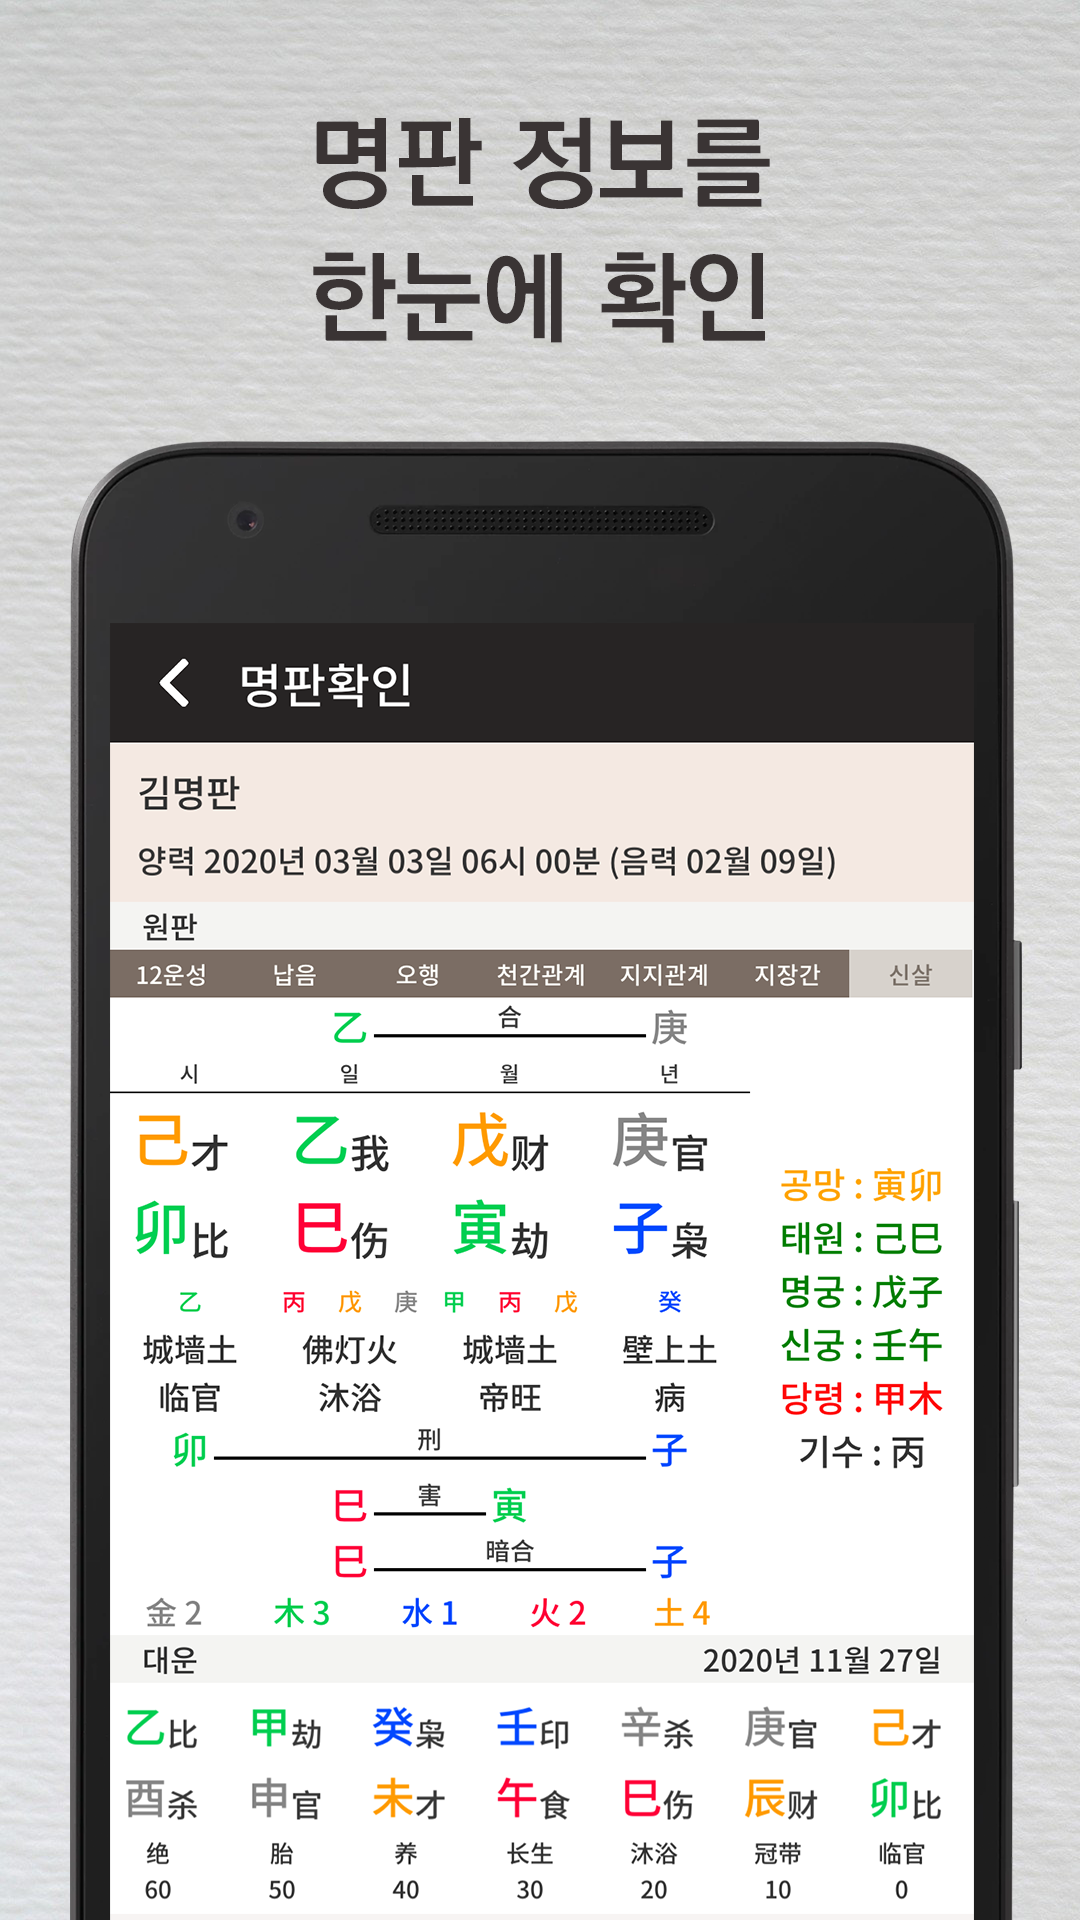 명판 정보를
한눈에 확인
명판확인
김명판
양력 2020년 03월 03일 06시 00분 (음력 02월 09일)
원판
12운성 납음 오행 천간관계 지지관계 지장간 신살
乙 合 庚
시 일 월 년
己才 乙我 戊财 庚官
卯比 巳伤 寅劫 子枭
乙 丙 戊 庚 甲 丙 戊 癸
城墙土 佛灯火 城墙土 壁上土
临官 沐浴 帝旺 病
공망 : 寅卯
태원 : 己巳
명궁 : 戊子
신궁 : 壬午
당령 : 甲木
기수 : 丙
卯 刑 子
巳 害 寅
巳 暗合 子
金 2 木 3 水 1 火 2 土 4
대운 2020년 11월 27일
乙比 甲劫 癸枭 壬印 辛杀 庚官 己才
酉杀 申官 未才 午食 巳伤 辰财 卯比
绝 胎 养 长生 沐浴 冠带 临官
60 50 40 30 20 10 0